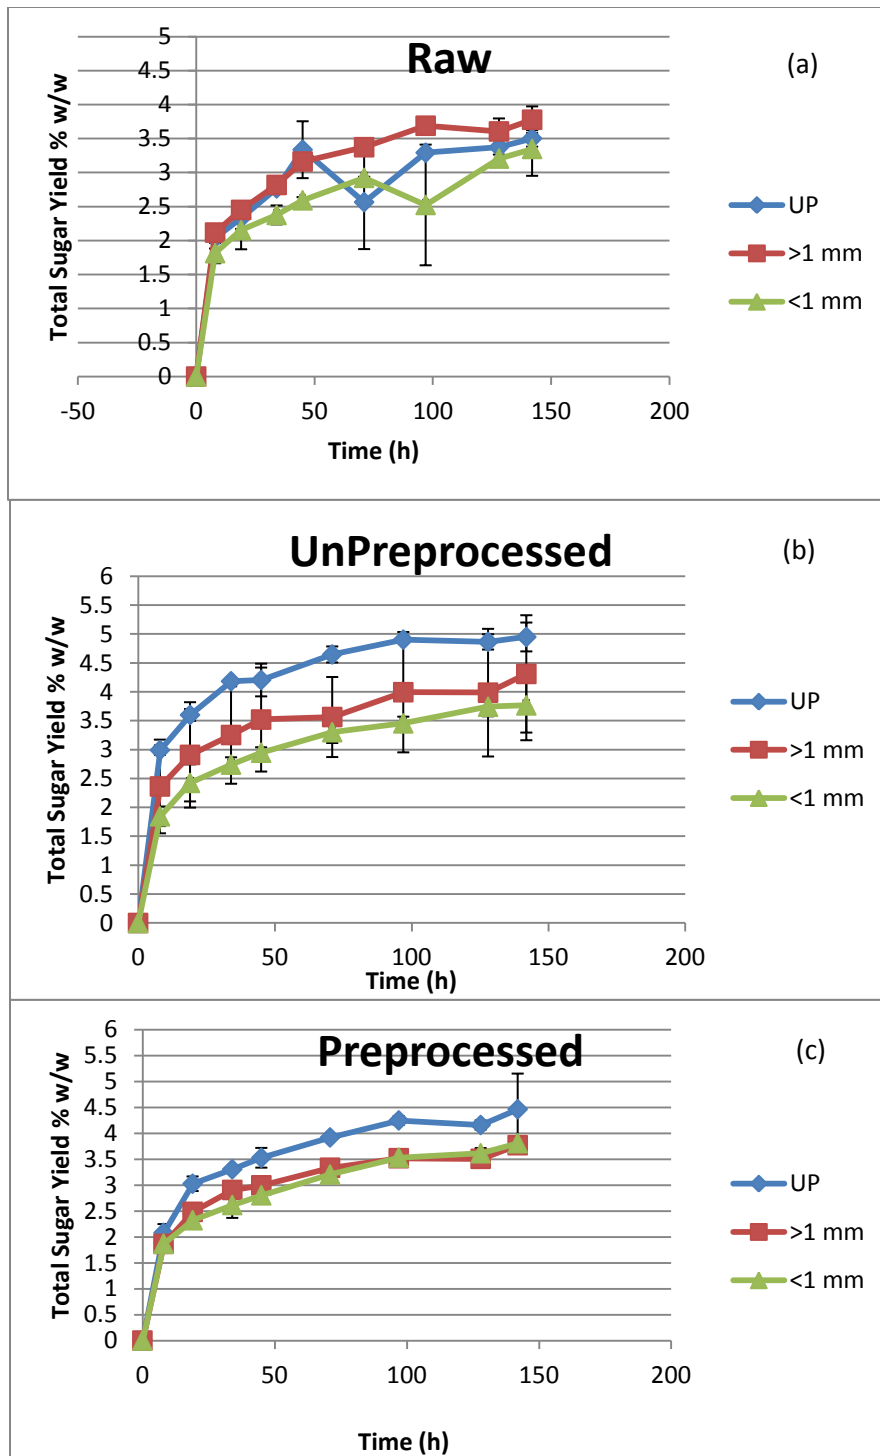 Raw
(a)
Total Sugar Yield % w/w
5
4.5
4
3.5
3
2.5
2
1.5
1
0.5
0
-50
0
50
100
150
200
Time (h)
UP
>1 mm
<1 mm
UnPreprocessed
(b)
Total Sugar Yield % w/w
6
5.5
5
4.5
4
3.5
3
2.5
2
1.5
1
0.5
0
0
50
100
150
200
Time (h)
UP
>1 mm
<1 mm
Preprocessed
(c)
Total Sugar Yield % w/w
6
5.5
5
4.5
4
3.5
3
2.5
2
1.5
1
0.5
0
0
50
100
150
200
Time (h)
UP
>1 mm
<1 mm